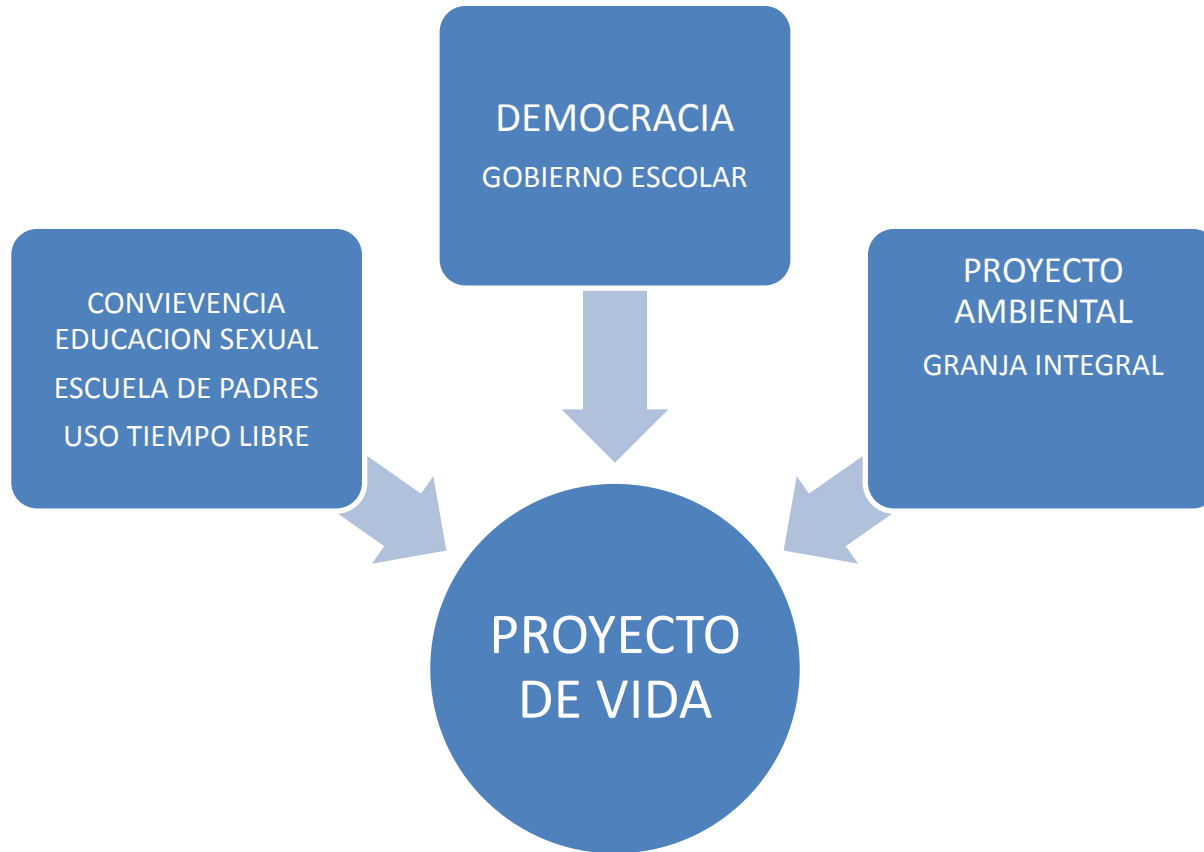 DEMOCRACIA
GOBIERNO ESCOLAR
CONVIEVENCIA
EDUCACION SEXUAL
ESCUELA DE PADRES
USO TIEMPO LIBRE
PROYECTO
AMBIENTAL
GRANJA INTEGRAL
PROYECTO
DE VIDA